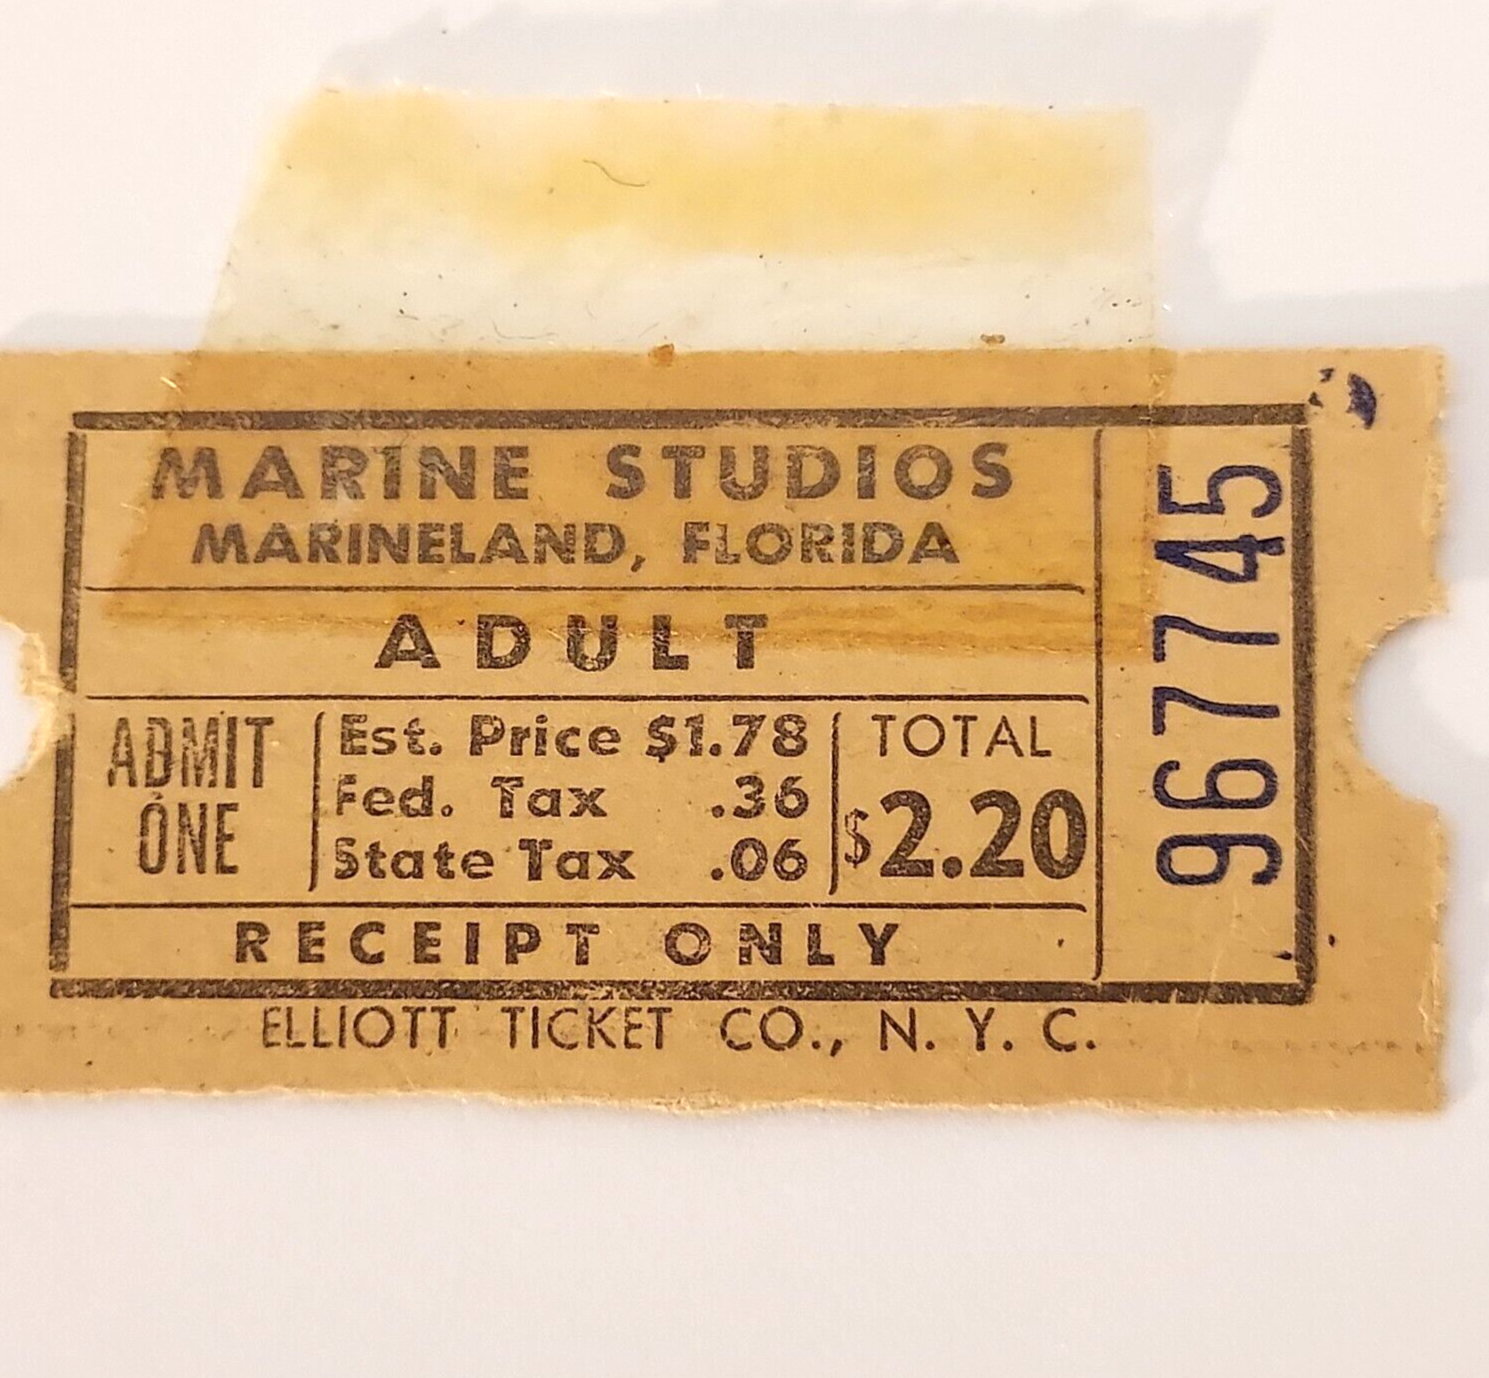 MARINE STUDIOS
MARINELAND, FLORIDA
ADULT
ADMIT
ONE
Est. Price $1.78
Fed. Tax .36
State Tax .06
TOTAL
$2.20
RECEIPT ONLY
967745
ELLIOTT TICKET CO., N. Y. C.